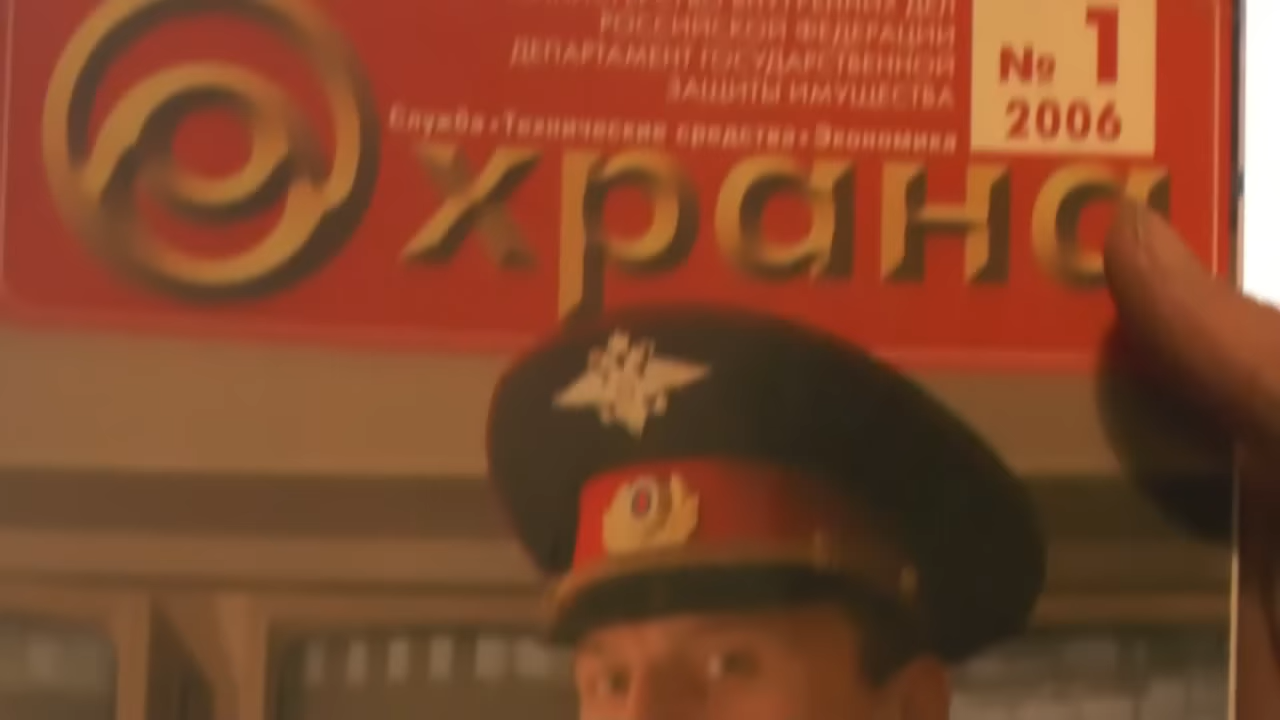 МИНИСТЕРСТВО ВНУТРЕННИХ ДЕЛ
РОССИЙСКОЙ ФЕДЕРАЦИИ
ДЕПАРТАМЕНТ ГОСУДАРСТВЕННОЙ
ЗАЩИТЫ ИМУЩЕСТВА
№ 1
2006
Служба•Технические средства•Экономика
Охрана